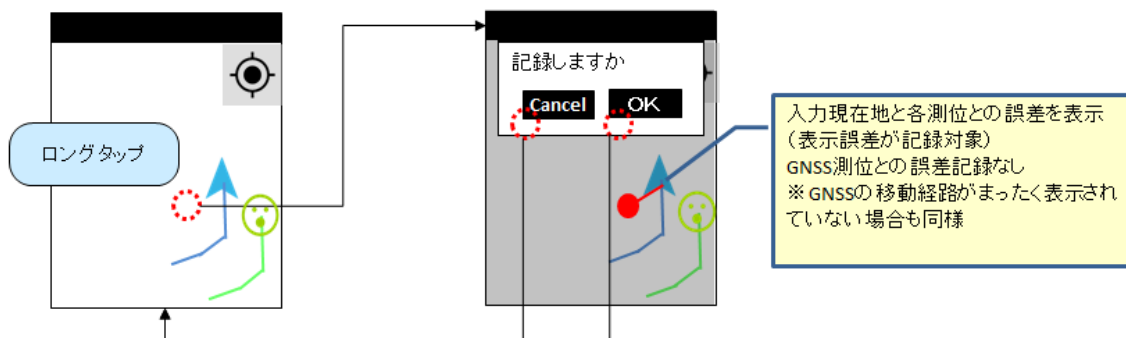 ロングタップ
記録しますか
Cancel
OK
入力現在地と各測位との誤差を表示
（表示誤差が記録対象）
GNSS測位との誤差記録なし
※GNSSの移動経路がまったく表示され
ていない場合も同様